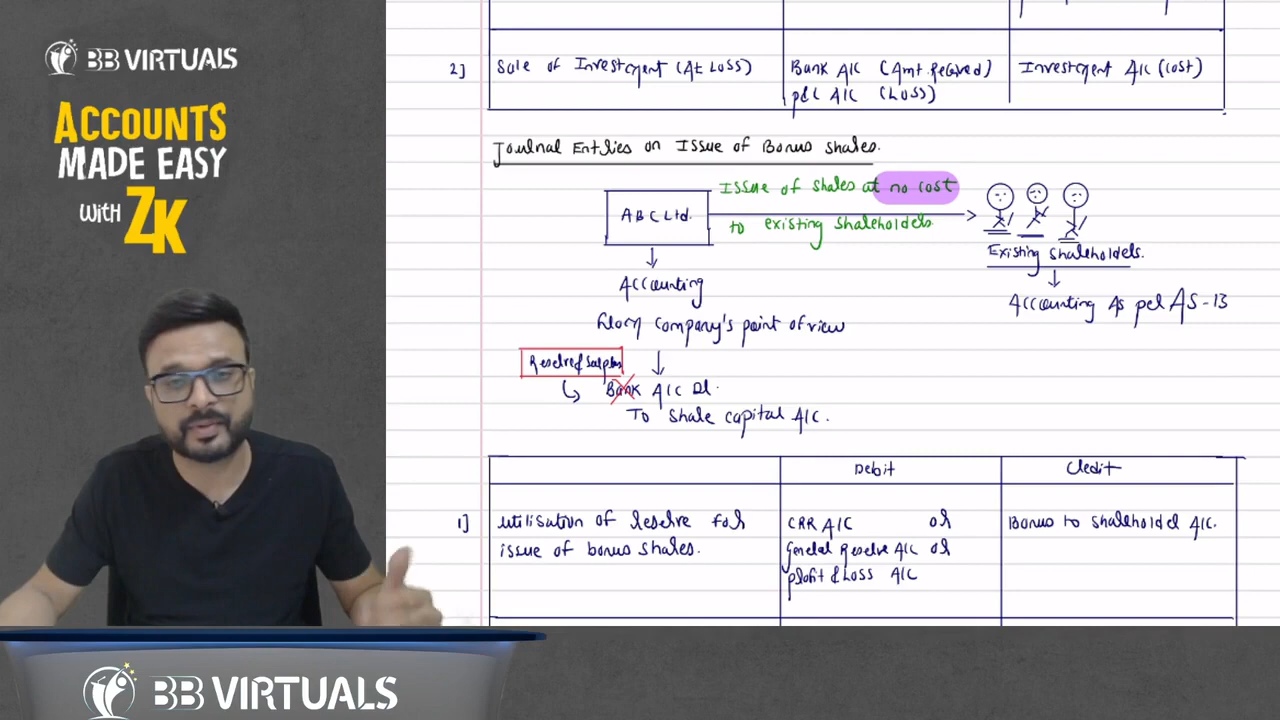 BB VIRTUALS
ACCOUNTS
MADE EASY
WITH ZK
2] Sale of Investment (At Loss) Bank A/C (Amt. Received) Investment A/C (cost)
P&L A/C (Loss)
Journal Entries on Issue of Bonus shares.
ABC Ltd. Issue of shares at no cost
to existing shareholders.
Existing shareholders.
Accounting Accounting As per AS-13
from company's point of view
Reserve & Surplus
Bank A/C Dr.
To share capital A/C.
Debit Credit
1] utilisation of reserve for CRR A/C or Bonus to shareholder A/C.
issue of bonus shares. General Reserve A/C or
Profit & Loss A/C
BB VIRTUALS